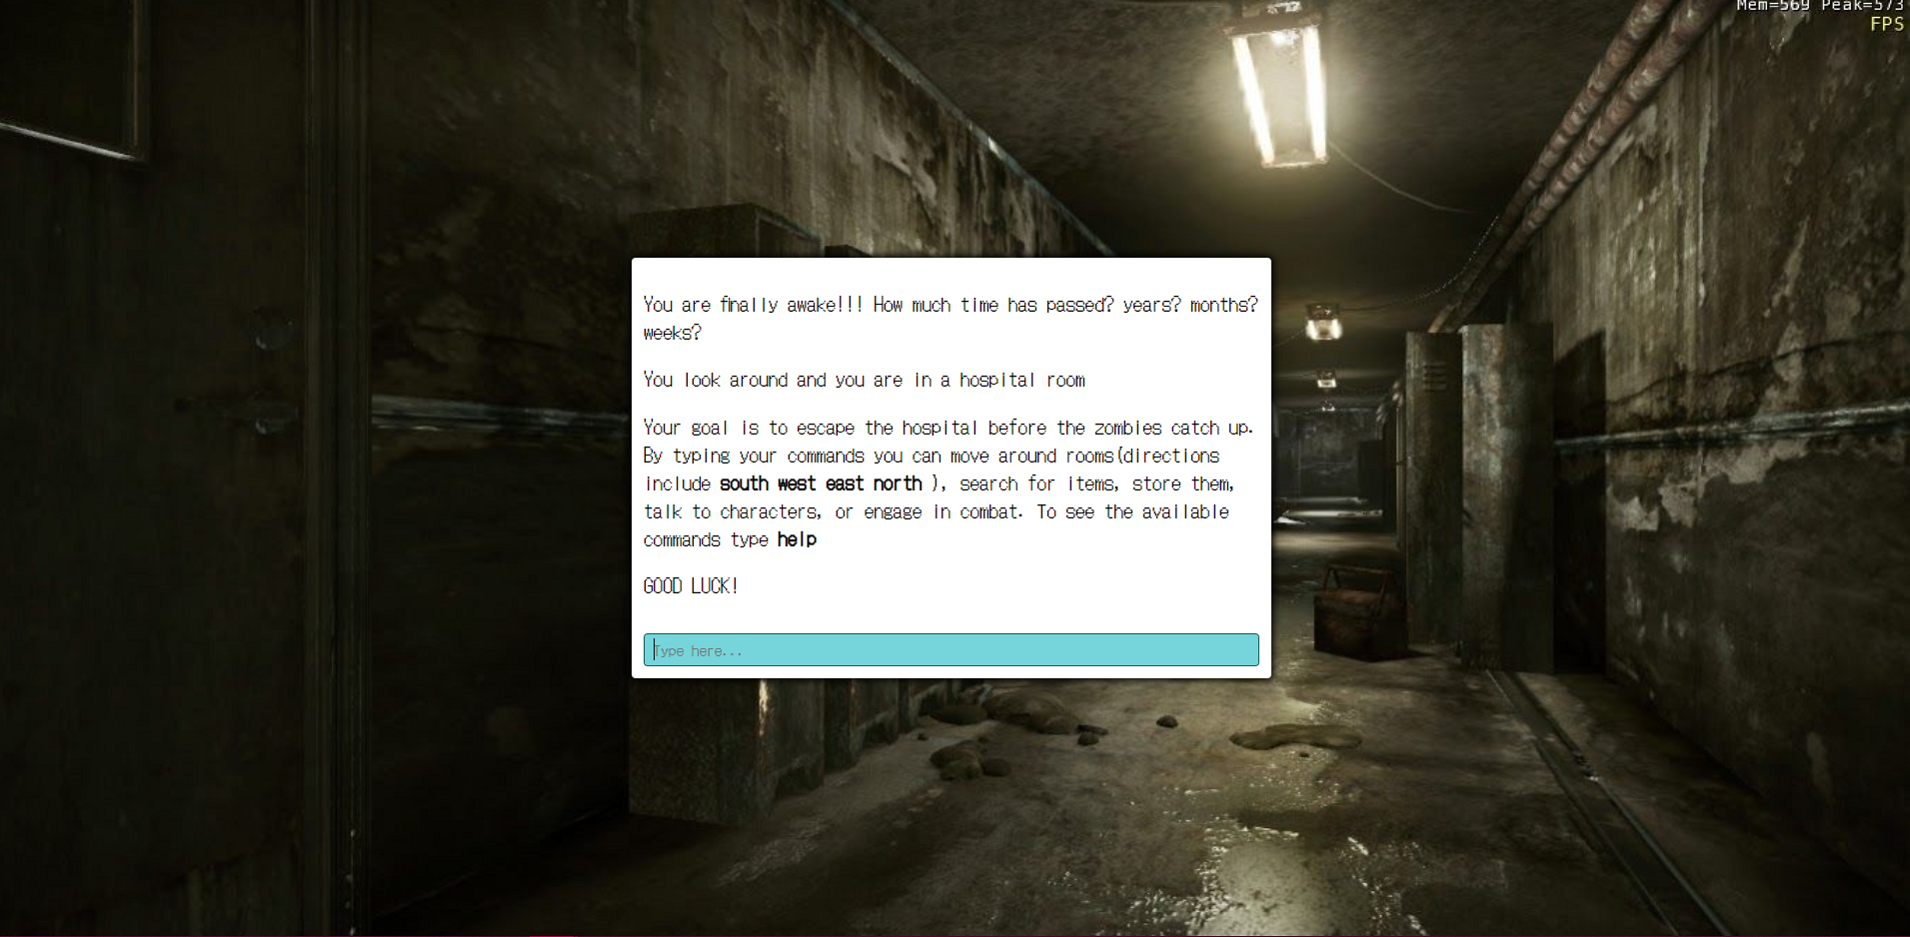 Mem=569 Peak=573
FPS
You are finally awake!!! How much time has passed? years? months?
weeks?
You look around and you are in a hospital room
Your goal is to escape the hospital before the zombies catch up.
By typing your commands you can move around rooms(directions
include south west east north ), search for items, store them,
talk to characters, or engage in combat. To see the available
commands type help
GOOD LUCK!
Type here...